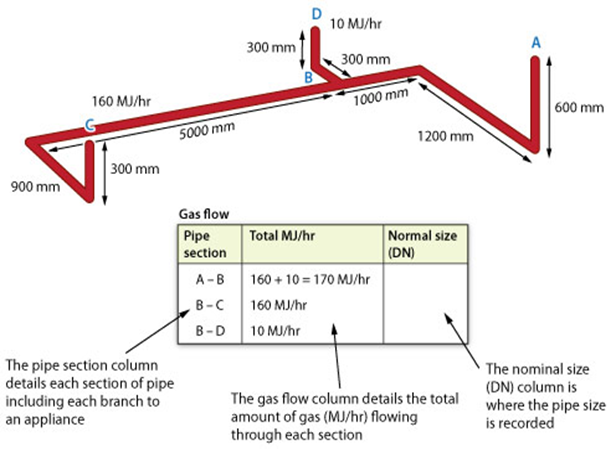 D
10 MJ/hr
A
300 mm
300 mm
B
160 MJ/hr
1000 mm
600 mm
C
5000 mm
1200 mm
300 mm
900 mm
Gas flow
Pipe section
Total MJ/hr
Normal size (DN)
A – B
160 + 10 = 170 MJ/hr
B – C
160 MJ/hr
B – D
10 MJ/hr
The pipe section column
details each section of pipe
including each branch to
an appliance
The gas flow column details the total
amount of gas (MJ/hr) flowing
through each section
The nominal size
(DN) column is
where the pipe size
is recorded